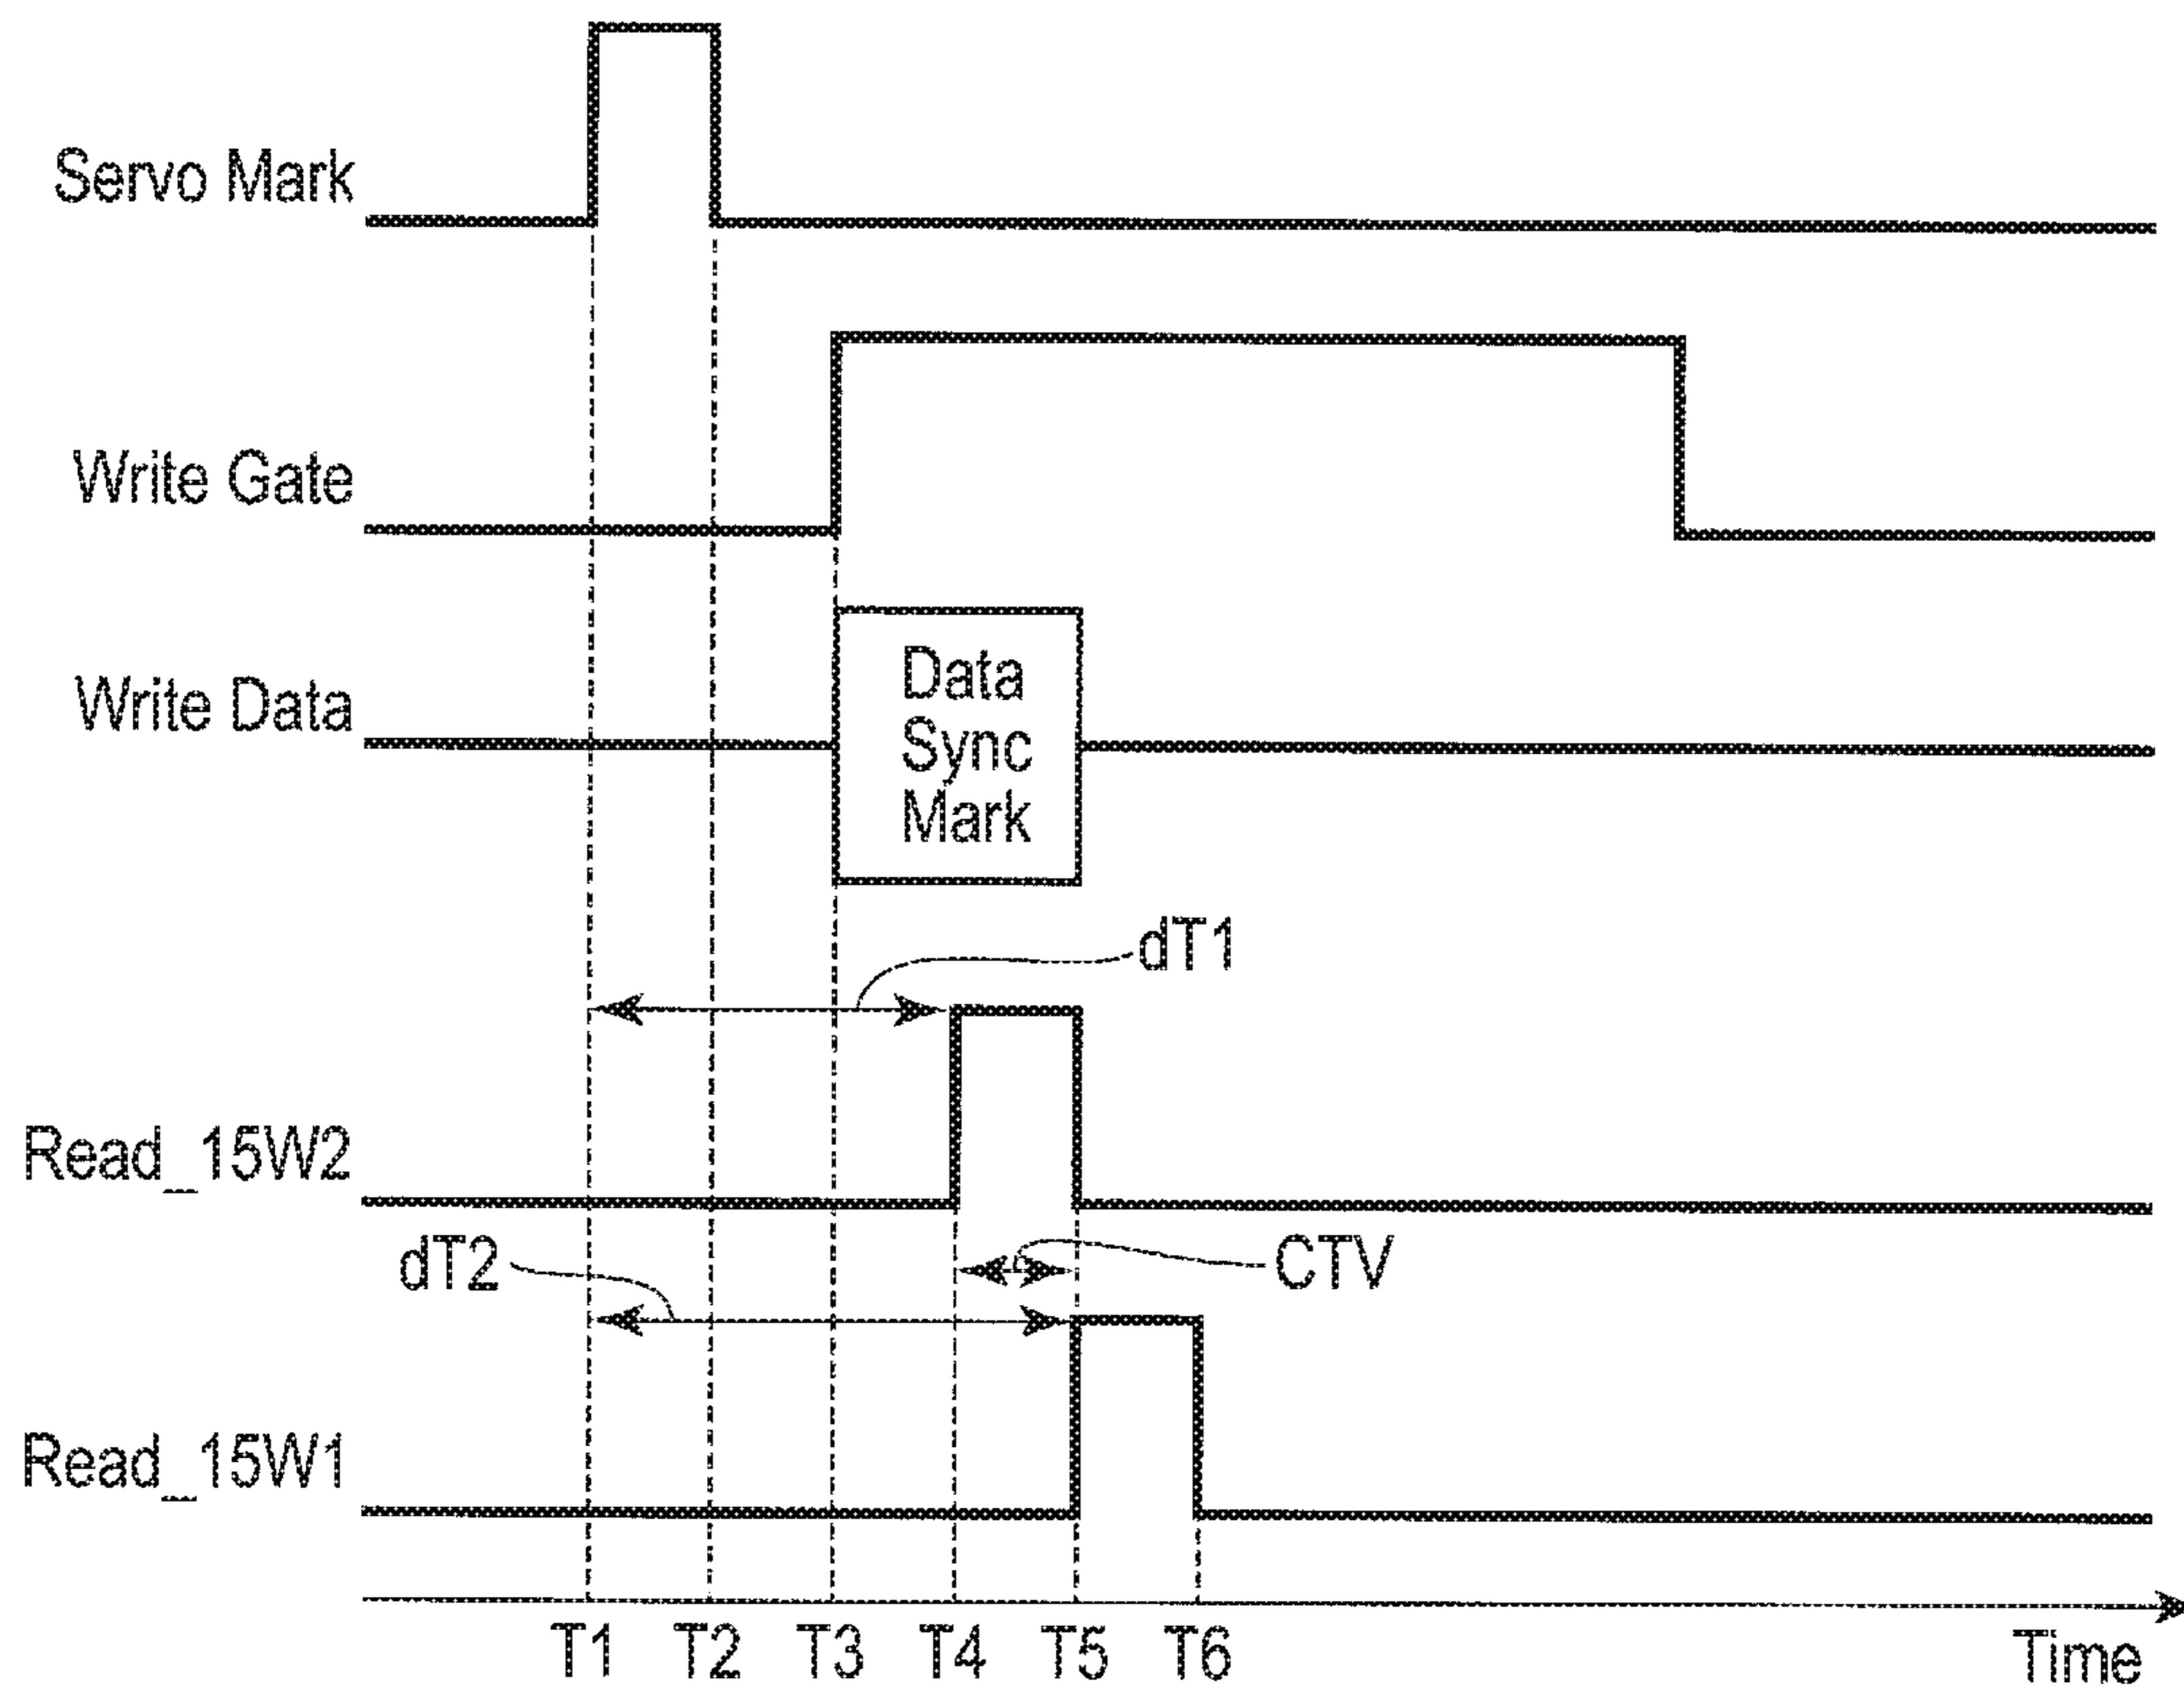 Servo Mark
Write Gate
Write Data
Data
Sync
Mark
dT1
Read_15W2
dT2
CTV
Read_15W1
T1 T2 T3 T4 T5 T6
Time